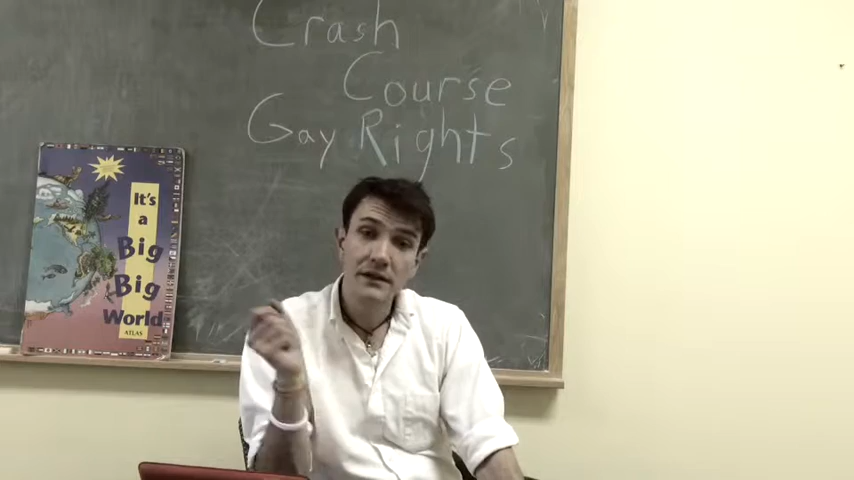 Crash
Course
Gay Rights
It's
a
Big
Big
World
ATLAS